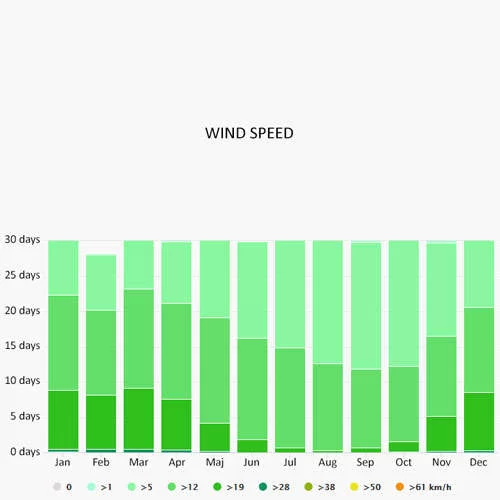 WIND SPEED
30 days
25 days
20 days
15 days
10 days
5 days
0 days
Jan Feb Mar Apr Maj Jun Jul Aug Sep Oct Nov Dec
0 >1 >5 >12 >19 >28 >38 >50 >61 km/h